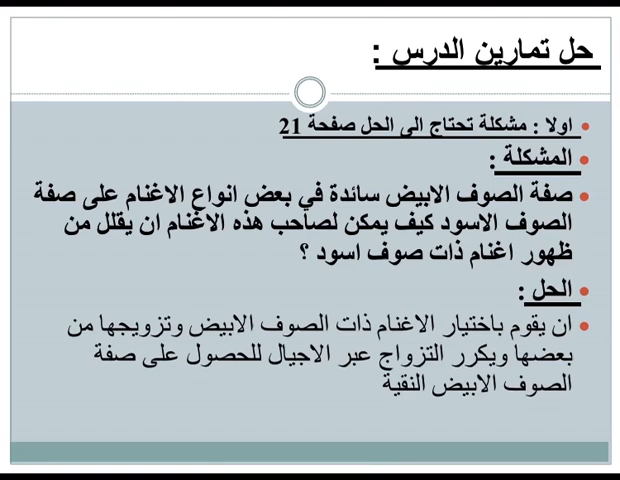 حل تمارين الدرس :
اولا : مشكلة تحتاج الى الحل صفحة 21
المشكلة :
صفة الصوف الابيض سائدة في بعض انواع الاغنام على صفة
الصوف الاسود كيف يمكن لصاحب هذه الاغنام ان يقلل من
ظهور اغنام ذات صوف اسود ؟
الحل :
ان يقوم باختيار الاغنام ذات الصوف الابيض وتزويجها من
بعضها ويكرر التزواج عبر الاجيال للحصول على صفة
الصوف الابيض النقية